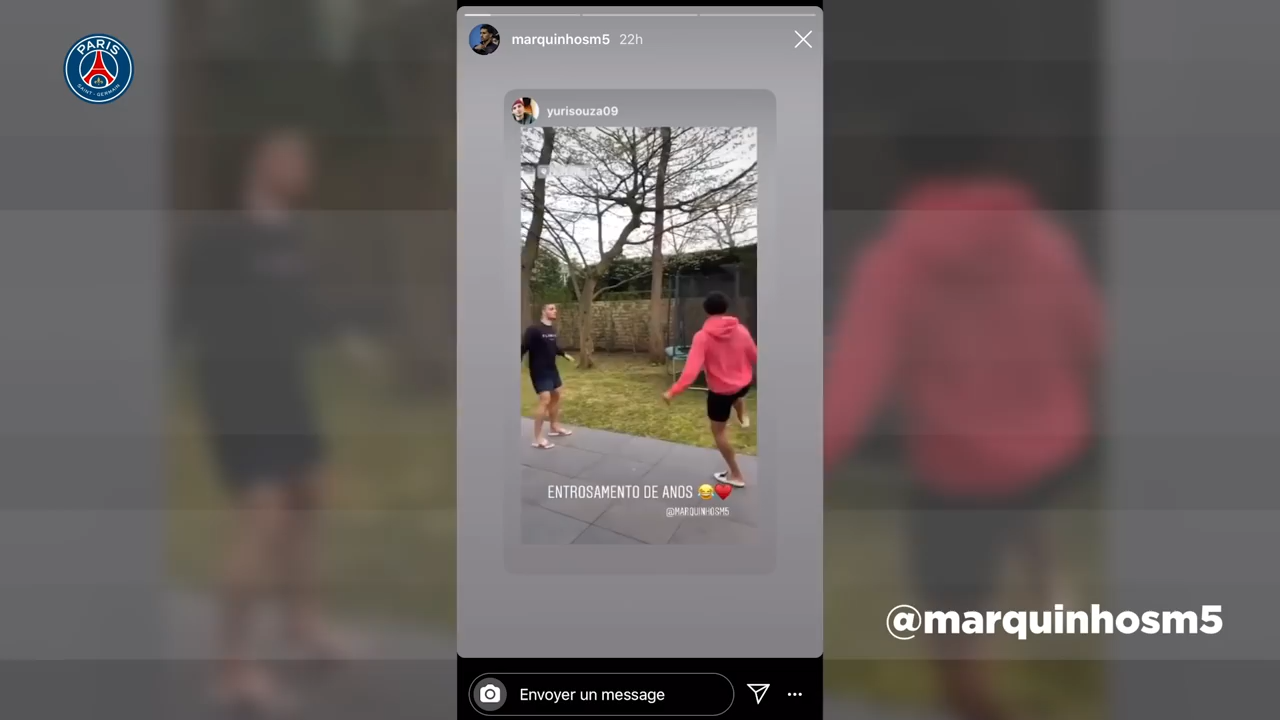 PARIS
SAINT-GERMAIN
marquinhosm5 22h
yurisouza09
ENTROSAMENTO DE ANOS 😂❤️
@MARQUINHOSM5
@marquinhosm5
Envoyer un message